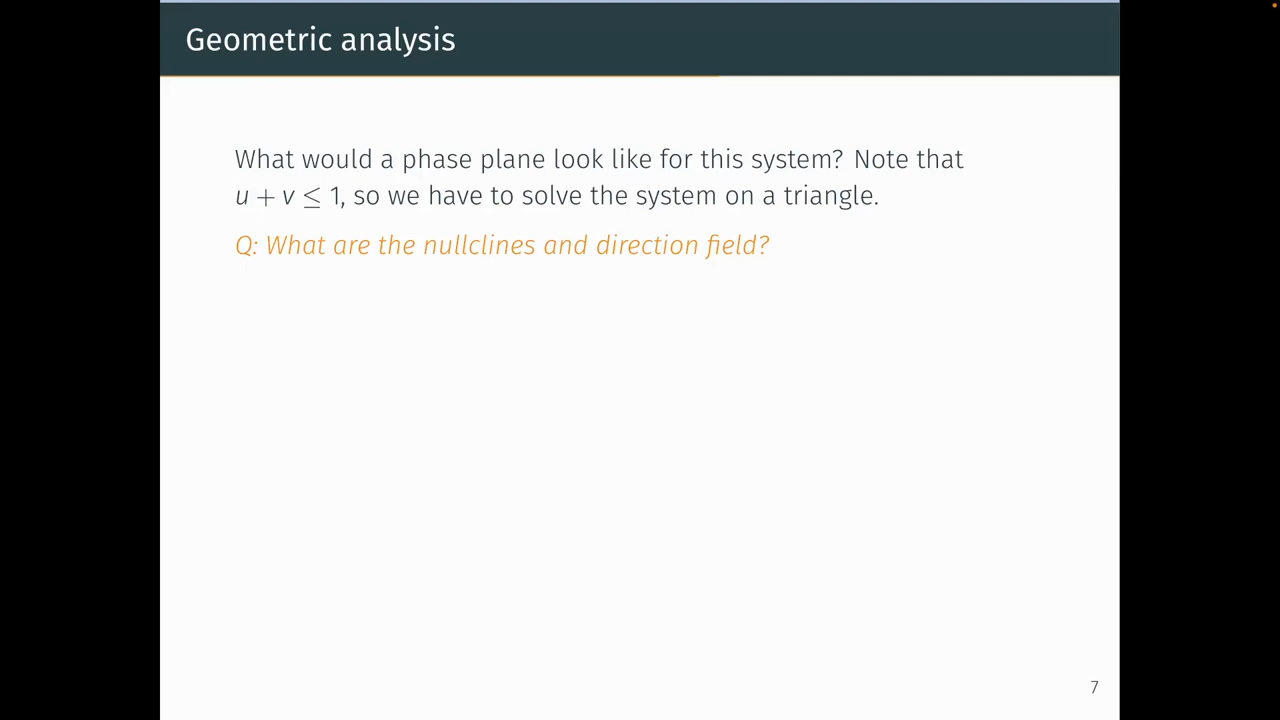 Geometric analysis
What would a phase plane look like for this system? Note that
u + v ≤ 1, so we have to solve the system on a triangle.
Q: What are the nullclines and direction field?
7